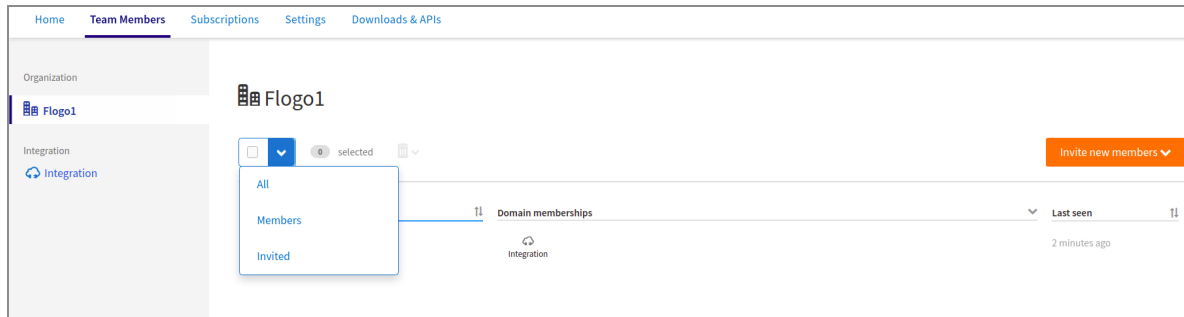 Home Team Members Subscriptions Settings Downloads & APIs
Organization
Flogo1
Integration
Integration
Flogo1
0 selected
Invite new members
All
Members
Invited
Domain memberships Last seen
Integration 2 minutes ago